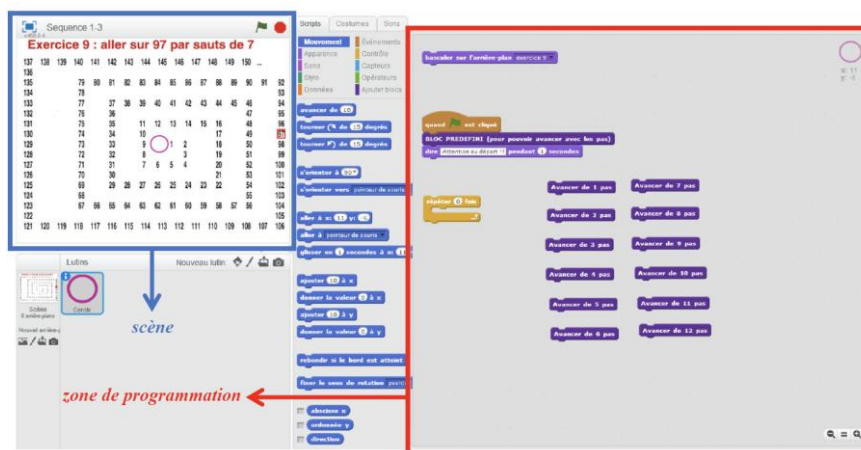 Sequence 1-3
Exercice 9 : aller sur 97 par sauts de 7
137 138 139 140 141 142 143 144 145 146 147 148 149 150 ...
136
135 79 80 81 82 83 84 85 86 87 88 89 90 91 92
134 78 93
133 77 37 38 39 40 41 42 43 44 45 46 94
132 76 36 47 95
131 75 35 11 12 13 14 15 16 48 96
130 74 34 10 17 49
129 73 33 9 1 2 18 50 98
128 72 32 8 3 19 51 99
127 71 31 7 6 5 4 20 52 100
126 70 30 21 53 101
125 69 29 28 27 26 25 24 23 22 54 102
124 68 55 103
123 67 66 65 64 63 62 61 60 59 58 57 56 104
122 105
121 120 119 118 117 116 115 114 113 112 111 110 109 108 107 106
Lutins Nouveau lutin:
Scène
Cercle
scène
zone de programmation
Scripts Costumes Sons
Mouvement Événements
Apparence Contrôle
Sons Capteurs
Stylo Opérateurs
Données Ajouter blocs
avancer de 10
tourner de 15 degrés
tourner de 15 degrés
s'orienter à 90
s'orienter vers pointeur de souris
aller à x: 11 y: -6
aller à pointeur de souris
glisser en 1 secondes à x: 11
ajouter 10 à x
donner la valeur 0 à x
ajouter 10 à y
donner la valeur 0 à y
rebondir si le bord est atteint
fixer le sens de rotation
abscisse x
ordonnée y
direction
basculer sur l'arrière-plan exercice 9
x: 11
y: -6
quand est cliqué
BLOC PREDEFINI (pour pouvoir avancer avec les pas)
dire Attention au départ !! pendant 1 secondes
répéter 0 fois
Avancer de 1 pas Avancer de 7 pas
Avancer de 2 pas Avancer de 8 pas
Avancer de 3 pas Avancer de 9 pas
Avancer de 4 pas Avancer de 10 pas
Avancer de 5 pas Avancer de 11 pas
Avancer de 6 pas Avancer de 12 pas